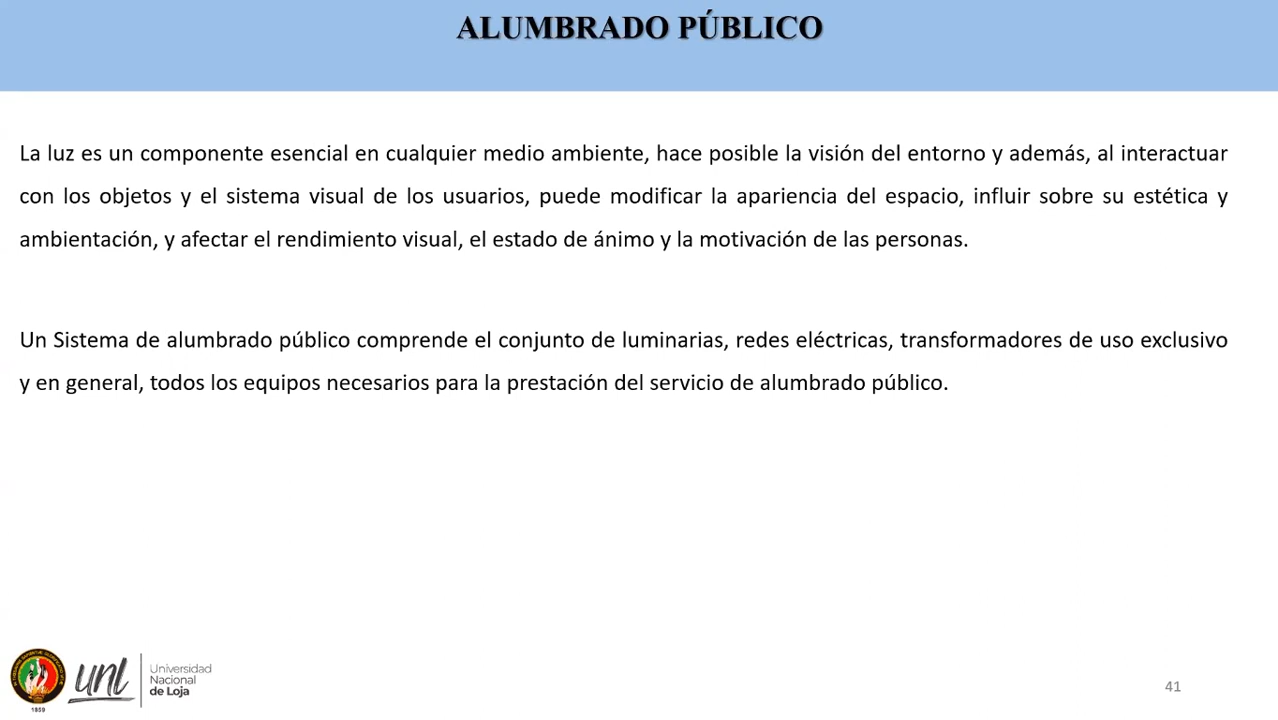 ALUMBRADO PÚBLICO
La luz es un componente esencial en cualquier medio ambiente, hace posible la visión del entorno y además, al interactuar
con los objetos y el sistema visual de los usuarios, puede modificar la apariencia del espacio, influir sobre su estética y
ambientación, y afectar el rendimiento visual, el estado de ánimo y la motivación de las personas.
Un Sistema de alumbrado público comprende el conjunto de luminarias, redes eléctricas, transformadores de uso exclusivo
y en general, todos los equipos necesarios para la prestación del servicio de alumbrado público.
1859
unl
Universidad
Nacional
de Loja
41